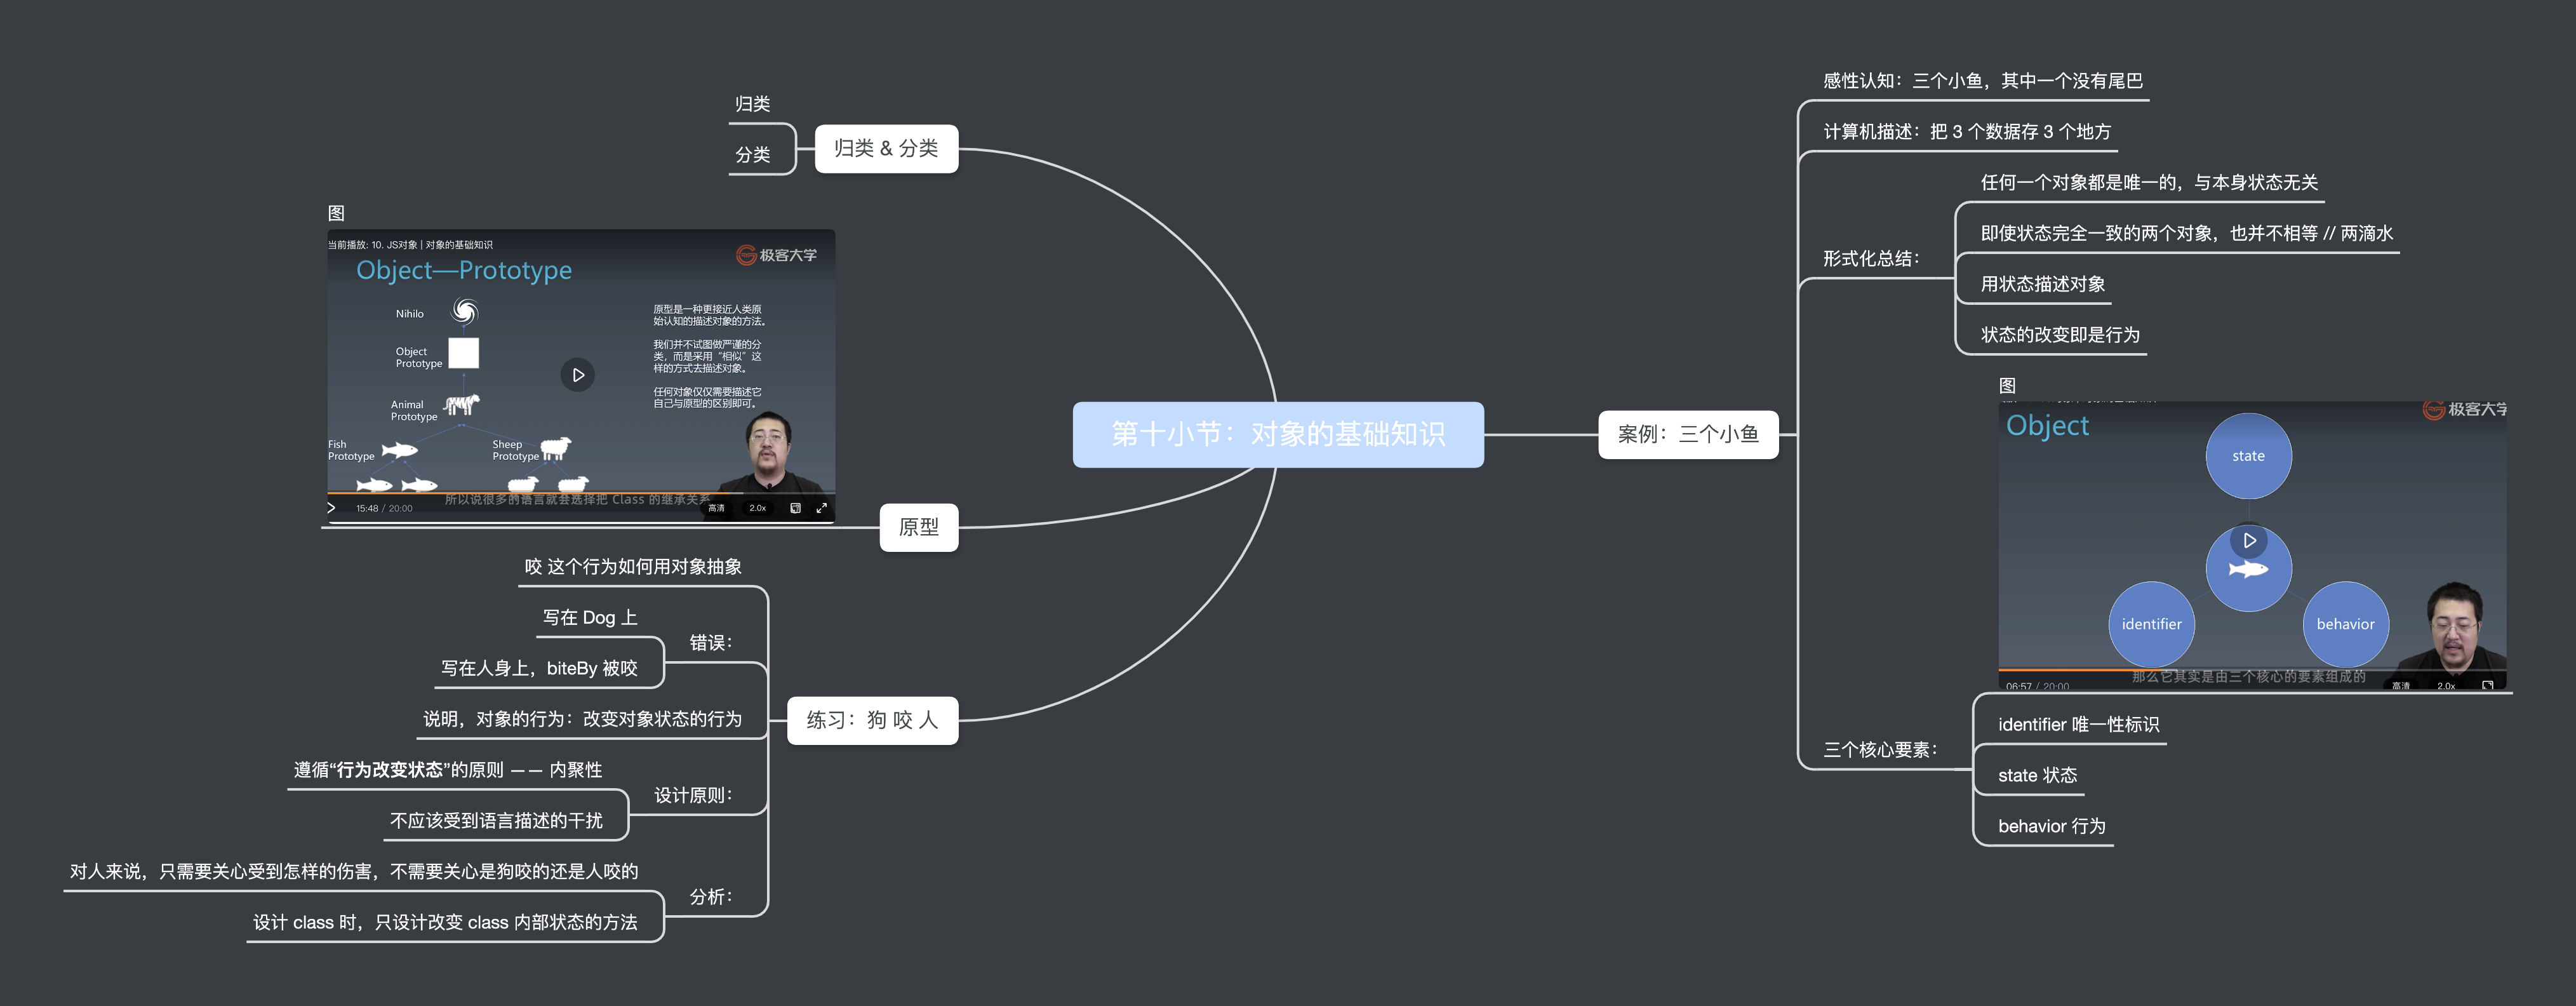 第十小节：对象的基础知识
案例：三个小鱼
感性认知：三个小鱼，其中一个没有尾巴
计算机描述：把 3 个数据存 3 个地方
形式化总结：
任何一个对象都是唯一的，与本身状态无关
即使状态完全一致的两个对象，也并不相等 // 两滴水
用状态描述对象
状态的改变即是行为
三个核心要素：
图
极客大学
Object
state
identifier
behavior
那么它其实是由三个核心的要素组成的
06:57 / 20:00
高清
2.0x
identifier 唯一性标识
state 状态
behavior 行为
归类 & 分类
归类
分类
原型
图
当前播放: 10. JS对象 | 对象的基础知识
极客大学
Object—Prototype
Nihilo
Object
Prototype
Animal
Prototype
Fish
Prototype
Sheep
Prototype
原型是一种更接近人类原
始认知的描述对象的方法。
我们并不试图做严谨的分
类，而是采用“相似”这
样的方式去描述对象。
任何对象仅仅需要描述它
自己与原型的区别即可。
所以说很多的语言就会选择把 Class 的继承关系
15:48 / 20:00
高清
2.0x
练习：狗 咬 人
咬 这个行为如何用对象抽象
错误：
写在 Dog 上
写在人身上，biteBy 被咬
说明，对象的行为：改变对象状态的行为
设计原则：
遵循“行为改变状态”的原则 —— 内聚性
不应该受到语言描述的干扰
分析：
对人来说，只需要关心受到怎样的伤害，不需要关心是狗咬的还是人咬的
设计 class 时，只设计改变 class 内部状态的方法